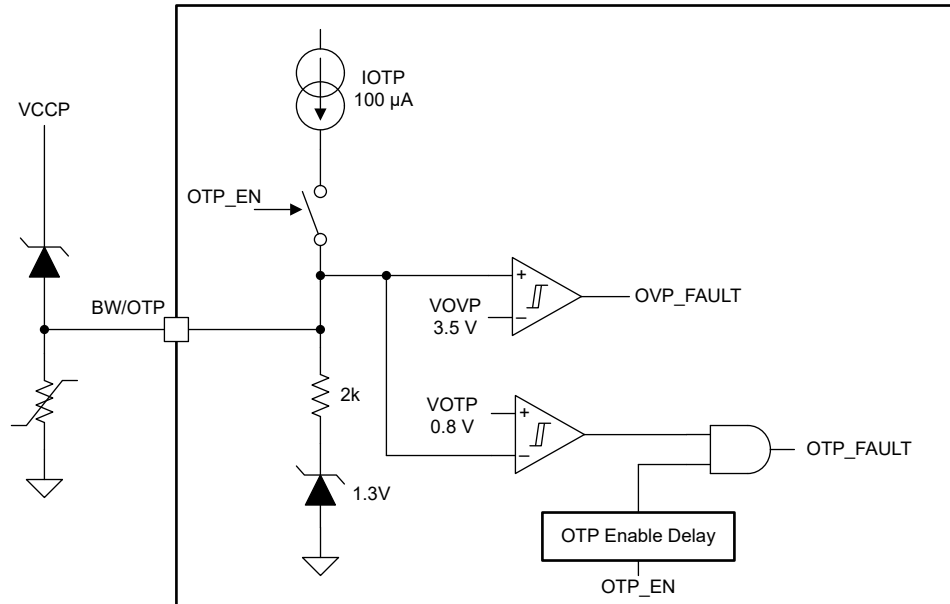 IOTP
100 µA
VCCP
OTP_EN
BW/OTP
+
VOVP
3.5 V
−
OVP_FAULT
2k
VOTP
0.8 V
+
−
OTP_FAULT
1.3V
OTP Enable Delay
OTP_EN